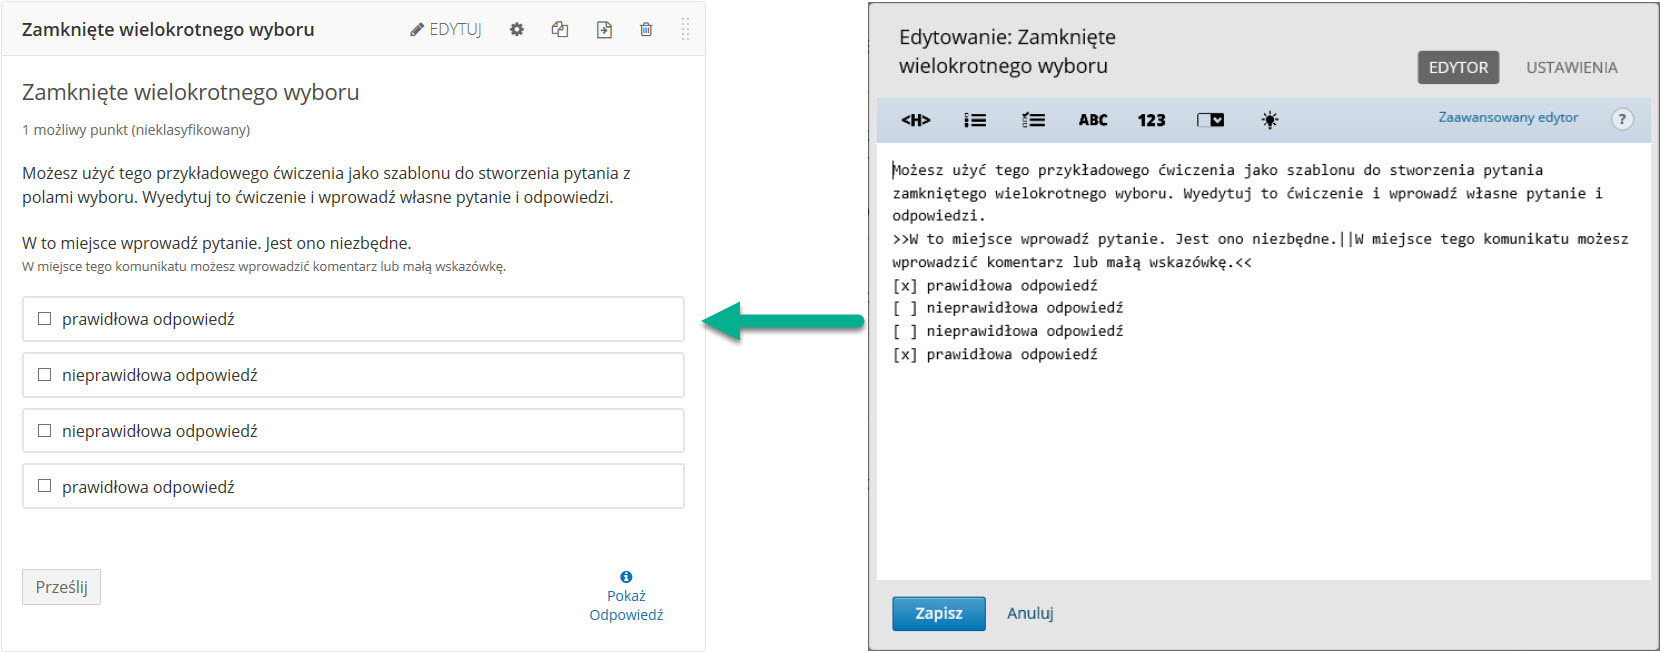 Zamknięte wielokrotnego wyboru
EDYTUJ
Zamknięte wielokrotnego wyboru
1 możliwy punkt (nieklasyfikowany)
Możesz użyć tego przykładowego ćwiczenia jako szablonu do stworzenia pytania z
polami wyboru. Wyedytuj to ćwiczenie i wprowadź własne pytanie i odpowiedzi.
W to miejsce wprowadź pytanie. Jest ono niezbędne.
W miejsce tego komunikatu możesz wprowadzić komentarz lub małą wskazówkę.
prawidłowa odpowiedź
nieprawidłowa odpowiedź
nieprawidłowa odpowiedź
prawidłowa odpowiedź
Prześlij
Pokaż
Odpowiedź
Edytowanie: Zamknięte
wielokrotnego wyboru
EDYTOR
USTAWIENIA
<H>
ABC
123
Zaawansowany edytor
?
Możesz użyć tego przykładowego ćwiczenia jako szablonu do stworzenia pytania
zamkniętego wielokrotnego wyboru. Wyedytuj to ćwiczenie i wprowadź własne pytanie i
odpowiedzi.
>>W to miejsce wprowadź pytanie. Jest ono niezbędne.||W miejsce tego komunikatu możesz
wprowadzić komentarz lub małą wskazówkę.<<
[x] prawidłowa odpowiedź
[ ] nieprawidłowa odpowiedź
[ ] nieprawidłowa odpowiedź
[x] prawidłowa odpowiedź
Zapisz
Anuluj